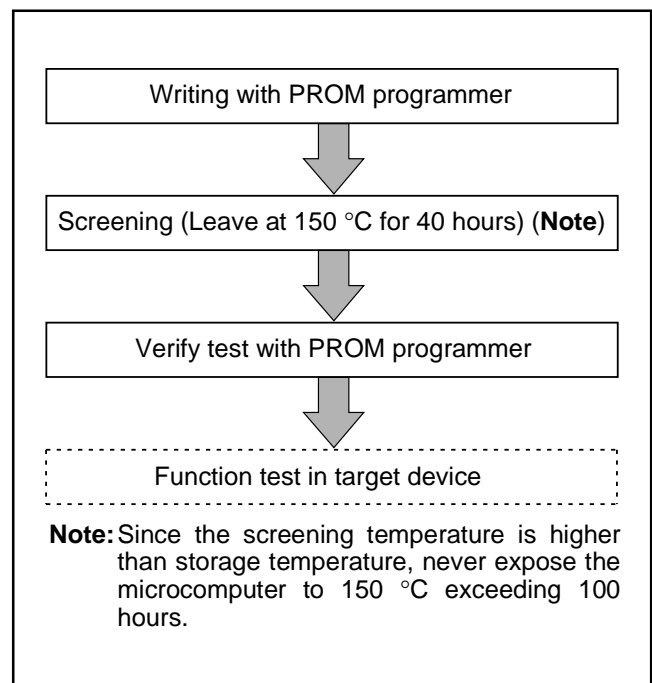 Writing with PROM programmer
Screening (Leave at 150 °C for 40 hours) (Note)
Verify test with PROM programmer
Function test in target device
Note: Since the screening temperature is higher
than storage temperature, never expose the
microcomputer to 150 °C exceeding 100
hours.